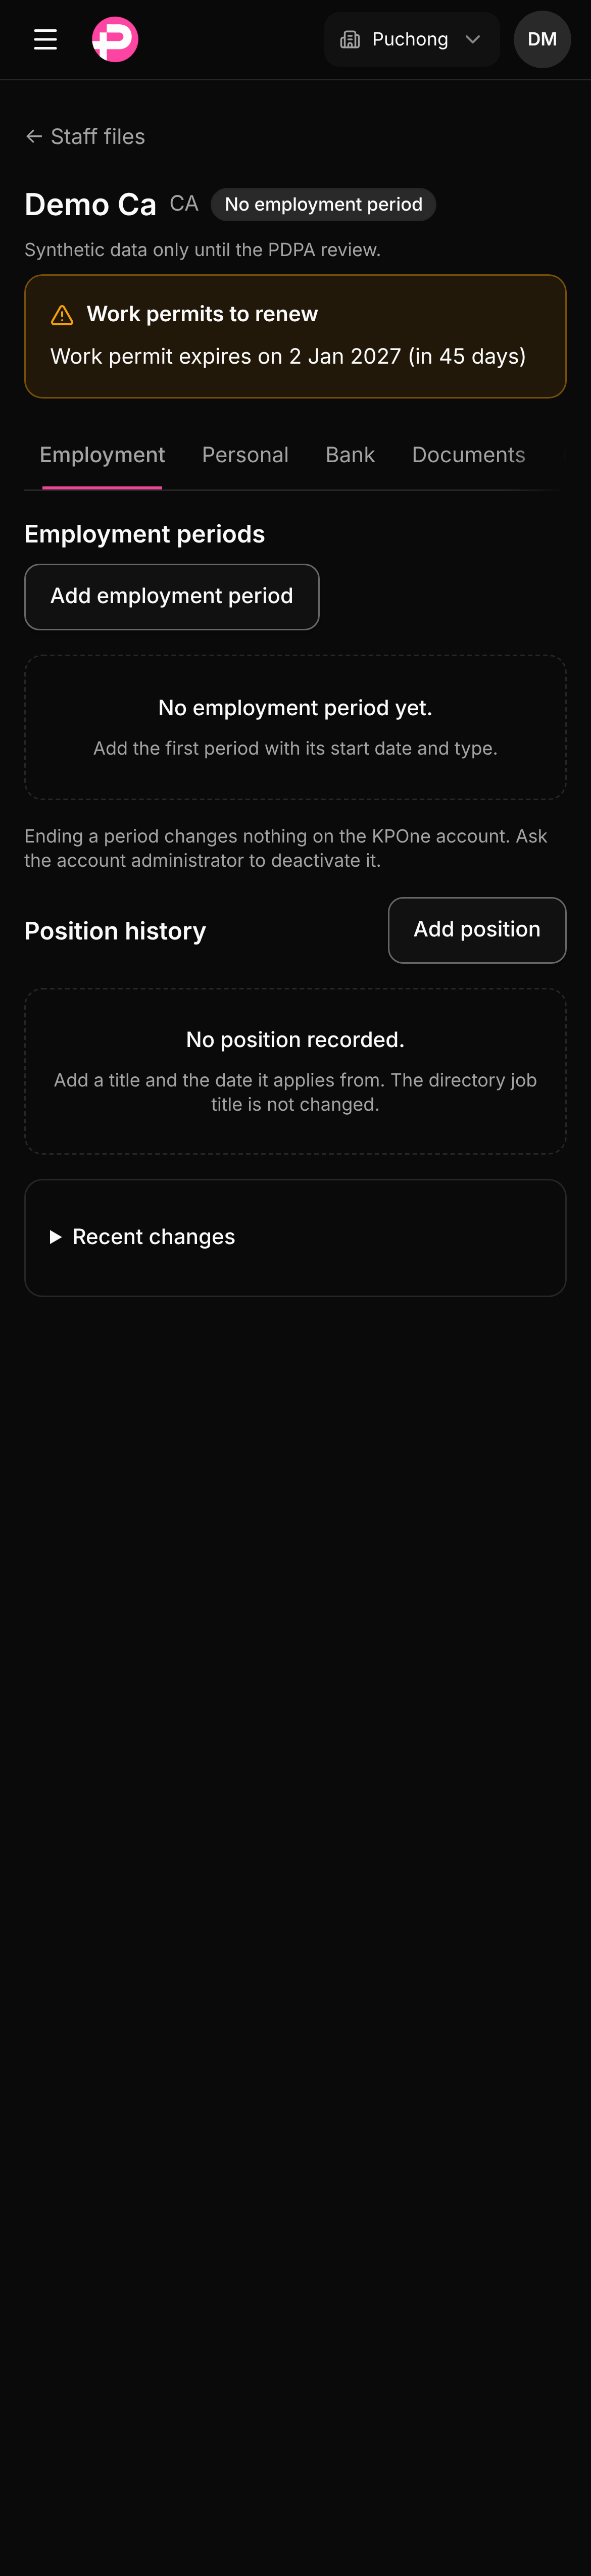 Puchong
DM
← Staff files
Demo Ca CA No employment period
Synthetic data only until the PDPA review.
Work permits to renew
Work permit expires on 2 Jan 2027 (in 45 days)
Employment Personal Bank Documents
Employment periods
Add employment period
No employment period yet.
Add the first period with its start date and type.
Ending a period changes nothing on the KPOne account. Ask
the account administrator to deactivate it.
Position history
Add position
No position recorded.
Add a title and the date it applies from. The directory job
title is not changed.
Recent changes